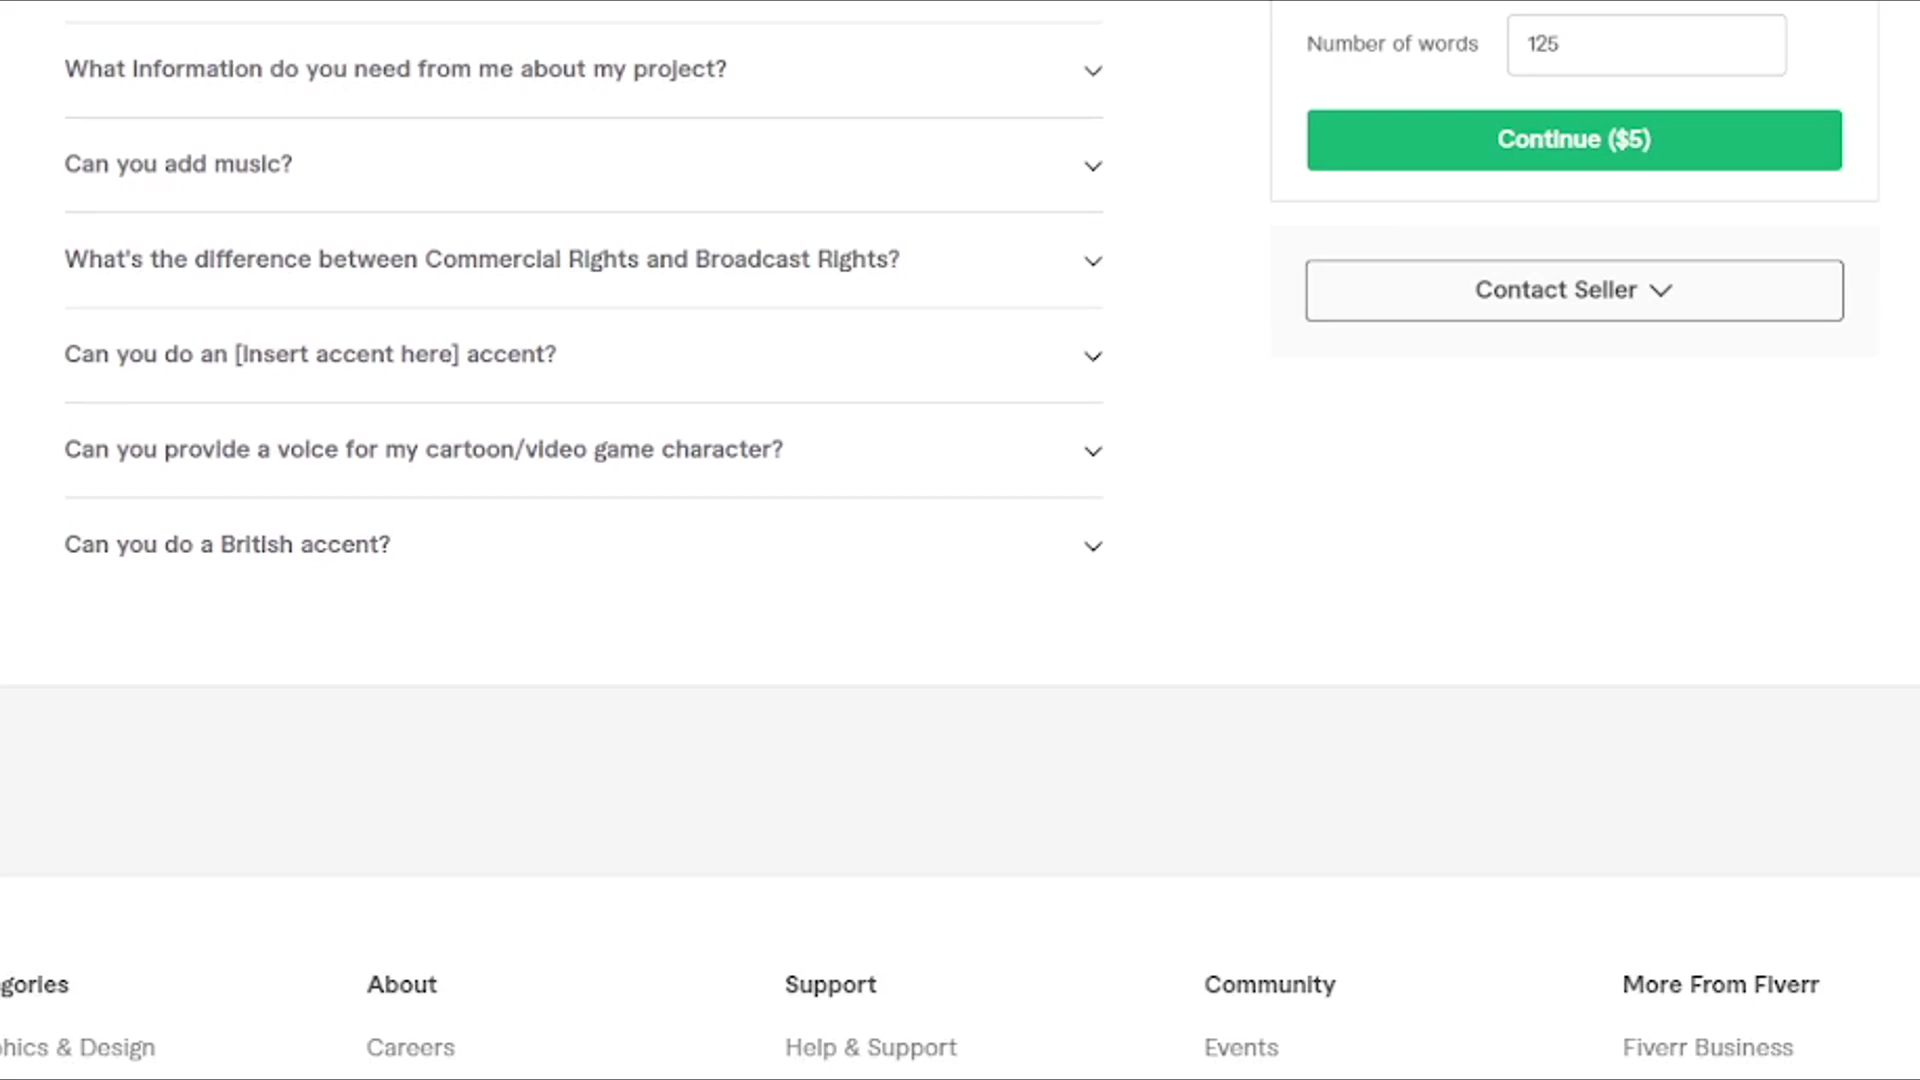 What Information do you need from me about my project?
Can you add music?
What's the difference between Commercial Rights and Broadcast Rights?
Can you do an [Insert accent here] accent?
Can you provide a voice for my cartoon/video game character?
Can you do a British accent?
Number of words 125
Continue ($5)
Contact Seller
gories About Support Community More From Fiverr
hics & Design Careers Help & Support Events Fiverr Business